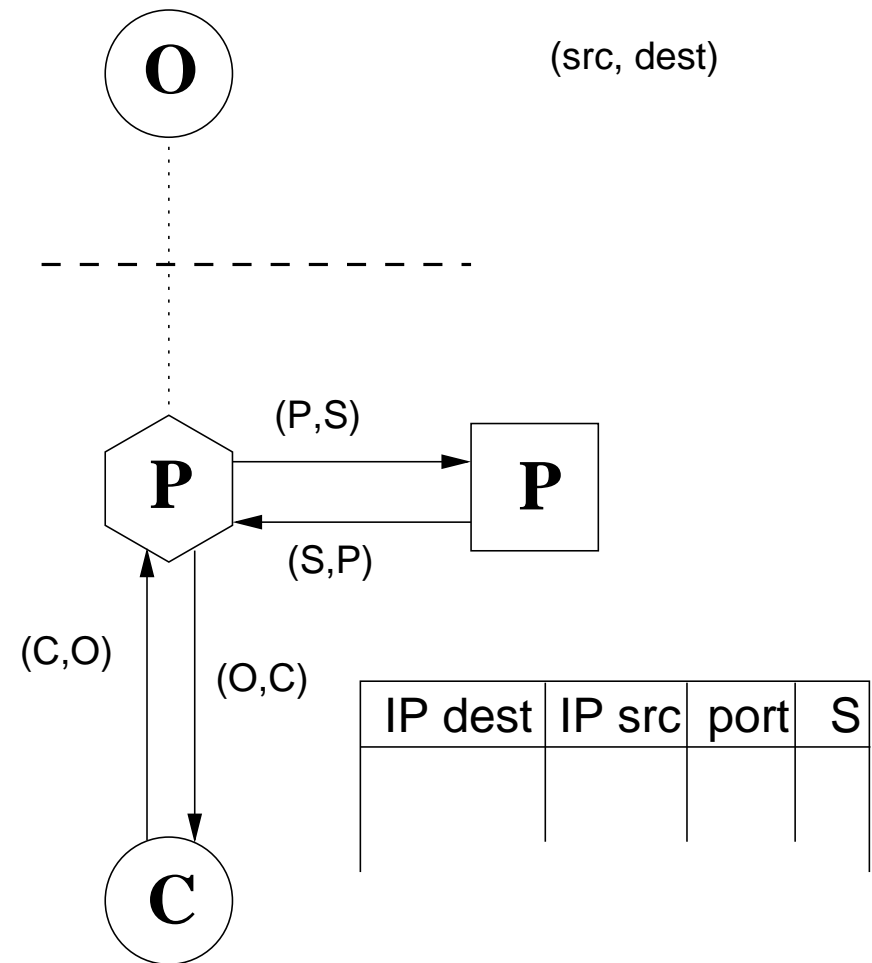 O
(src, dest)
(P,S)
P
P
(S,P)
(C,O)
(O,C)
IP dest IP src port S
C